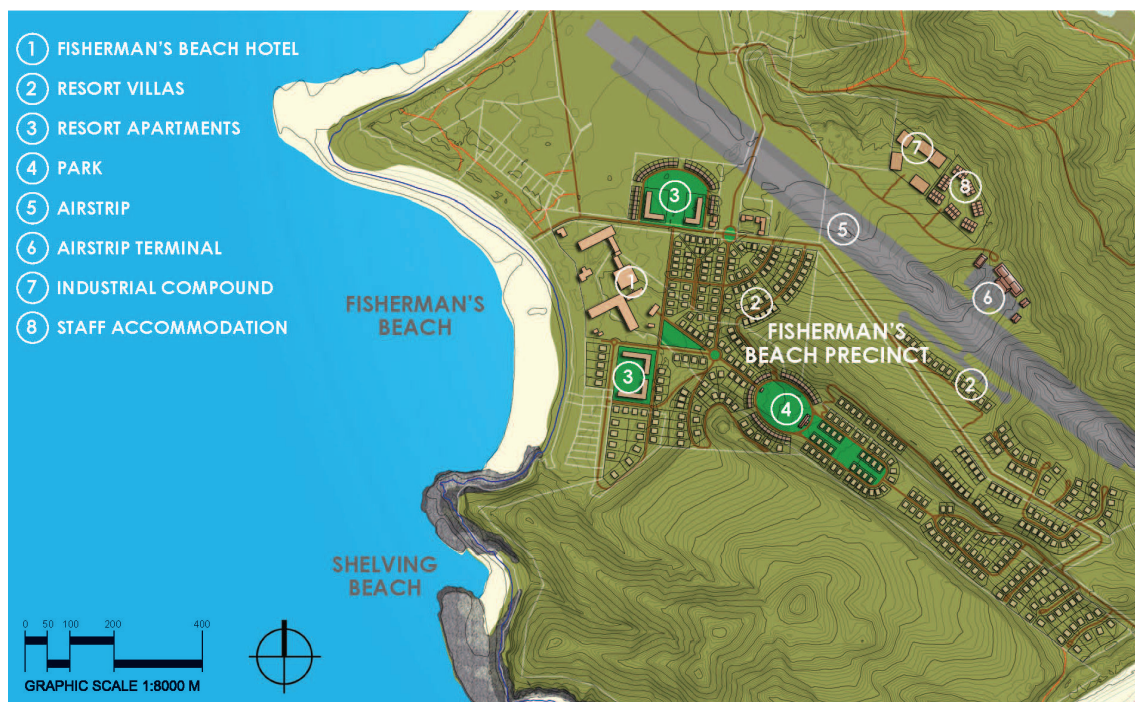 1 FISHERMAN'S BEACH HOTEL
2 RESORT VILLAS
3 RESORT APARTMENTS
4 PARK
5 AIRSTRIP
6 AIRSTRIP TERMINAL
7 INDUSTRIAL COMPOUND
8 STAFF ACCOMMODATION
7
8
3
5
1
2
6
FISHERMAN'S
BEACH
FISHERMAN'S
BEACH PRECINCT
3
2
4
SHELVING
BEACH
0 50 100 200 400
GRAPHIC SCALE 1:8000 M